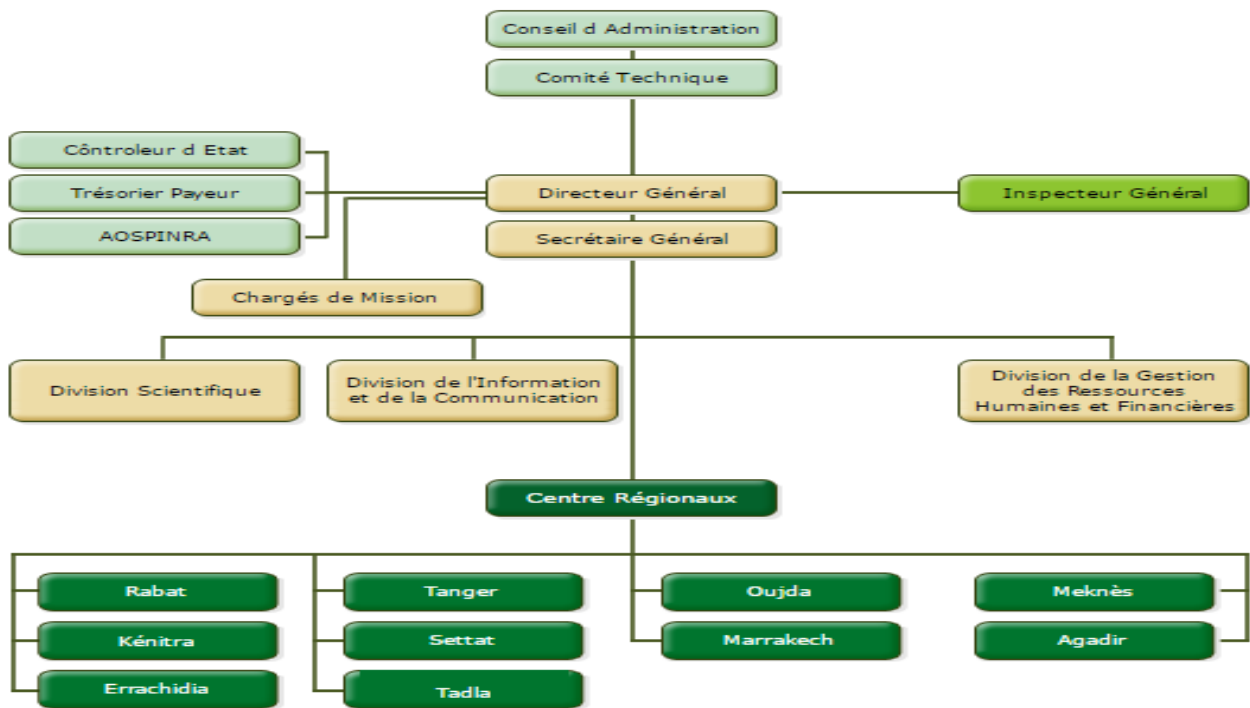 Conseil d Administration
Comité Technique
Côntroleur d Etat
Trésorier Payeur
AOSPINRA
Directeur Général
Inspecteur Général
Secrétaire Général
Chargés de Mission
Division Scientifique
Division de l'Information
et de la Communication
Division de la Gestion
des Ressources
Humaines et Financières
Centre Régionaux
Rabat
Tanger
Oujda
Meknès
Kénitra
Settat
Marrakech
Agadir
Errachidia
Tadla